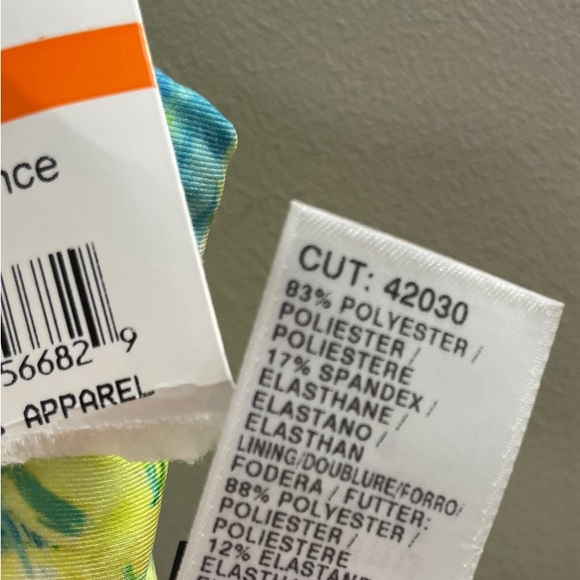 nce
56682 9
APPAREL
CUT: 42030
83% POLYESTER /
POLIESTER /
POLIESTERE
17% SPANDEX /
ELASTHANE /
ELASTANO /
ELASTHAN
LINING/DOUBLURE/FORRO/
FODERA / FUTTER:
88% POLYESTER /
POLIESTER /
POLIESTERE
12% ELASTANE